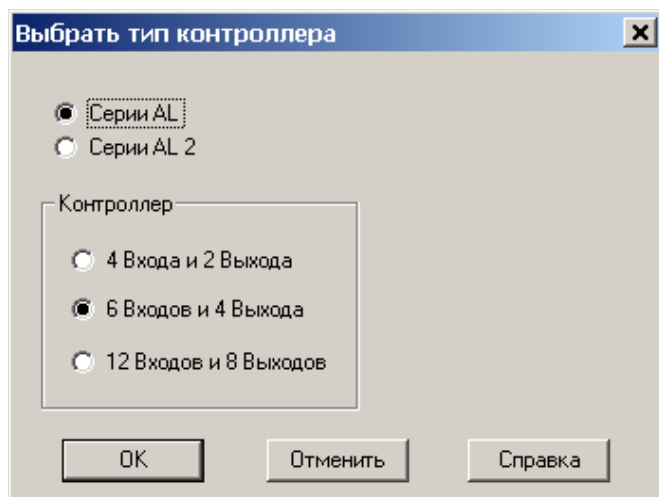 Выбрать тип контроллера
Серии AL
Серии AL 2
Контроллер
4 Входа и 2 Выхода
6 Входов и 4 Выхода
12 Входов и 8 Выходов
OK Отменить Справка